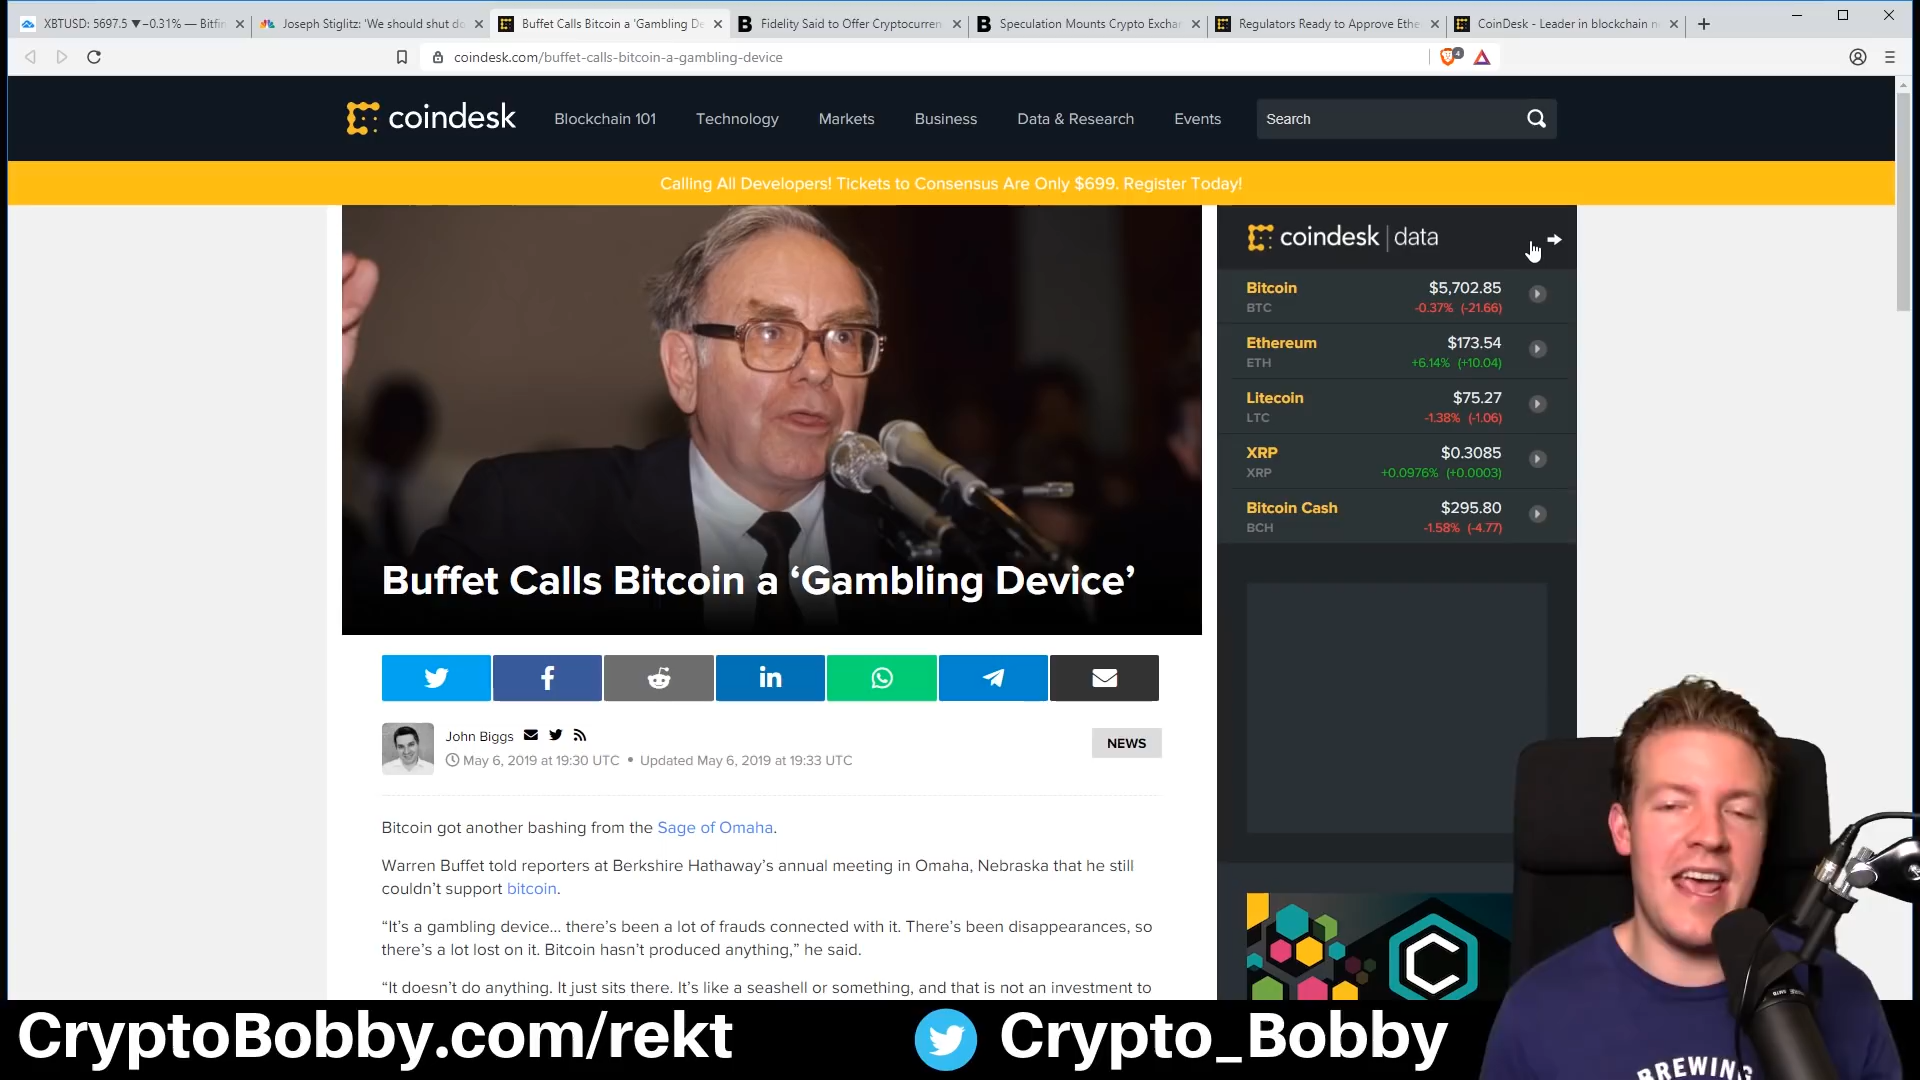 XBTUSD: 5697.5 ▼−0.31% — Bitfin
Joseph Stiglitz: 'We should shut do
Buffet Calls Bitcoin a 'Gambling De
Fidelity Said to Offer Cryptocurren
Speculation Mounts Crypto Exchan
Regulators Ready to Approve Ethe
CoinDesk - Leader in blockchain n
coindesk.com/buffet-calls-bitcoin-a-gambling-device
4
coindesk
Blockchain 101
Technology
Markets
Business
Data & Research
Events
Search
Calling All Developers! Tickets to Consensus Are Only $699. Register Today!
Buffet Calls Bitcoin a ‘Gambling Device’
coindesk | data
Bitcoin $5,702.85
BTC -0.37% (-21.66)
Ethereum $173.54
ETH +6.14% (+10.04)
Litecoin $75.27
LTC -1.38% (-1.06)
XRP $0.3085
XRP +0.0976% (+0.0003)
Bitcoin Cash $295.80
BCH -1.58% (-4.77)
in
John Biggs
May 6, 2019 at 19:30 UTC • Updated May 6, 2019 at 19:33 UTC
NEWS
Bitcoin got another bashing from the Sage of Omaha.
Warren Buffet told reporters at Berkshire Hathaway’s annual meeting in Omaha, Nebraska that he still
couldn’t support bitcoin.
“It’s a gambling device… there’s been a lot of frauds connected with it. There’s been disappearances, so
there’s a lot lost on it. Bitcoin hasn’t produced anything,” he said.
“It doesn’t do anything. It just sits there. It’s like a seashell or something, and that is not an investment to
CryptoBobby.com/rekt
Crypto_Bobby
BREWING